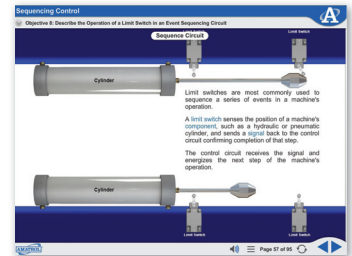 Sequencing Control
Objective 6: Describe the Operation of a Limit Switch in an Event Sequencing Circuit
Sequence Circuit
Limit Switch
Cylinder
Limit switches are most commonly used to
sequence a series of events in a machine's
operation.
A limit switch senses the position of a machine's
component, such as a hydraulic or pneumatic
cylinder, and sends a signal back to the control
circuit confirming completion of that step.
The control circuit receives the signal and
energizes the next step of the machine's
operation.
Cylinder
Limit Switch
Limit Switch
AMATROL
Page 57 of 95